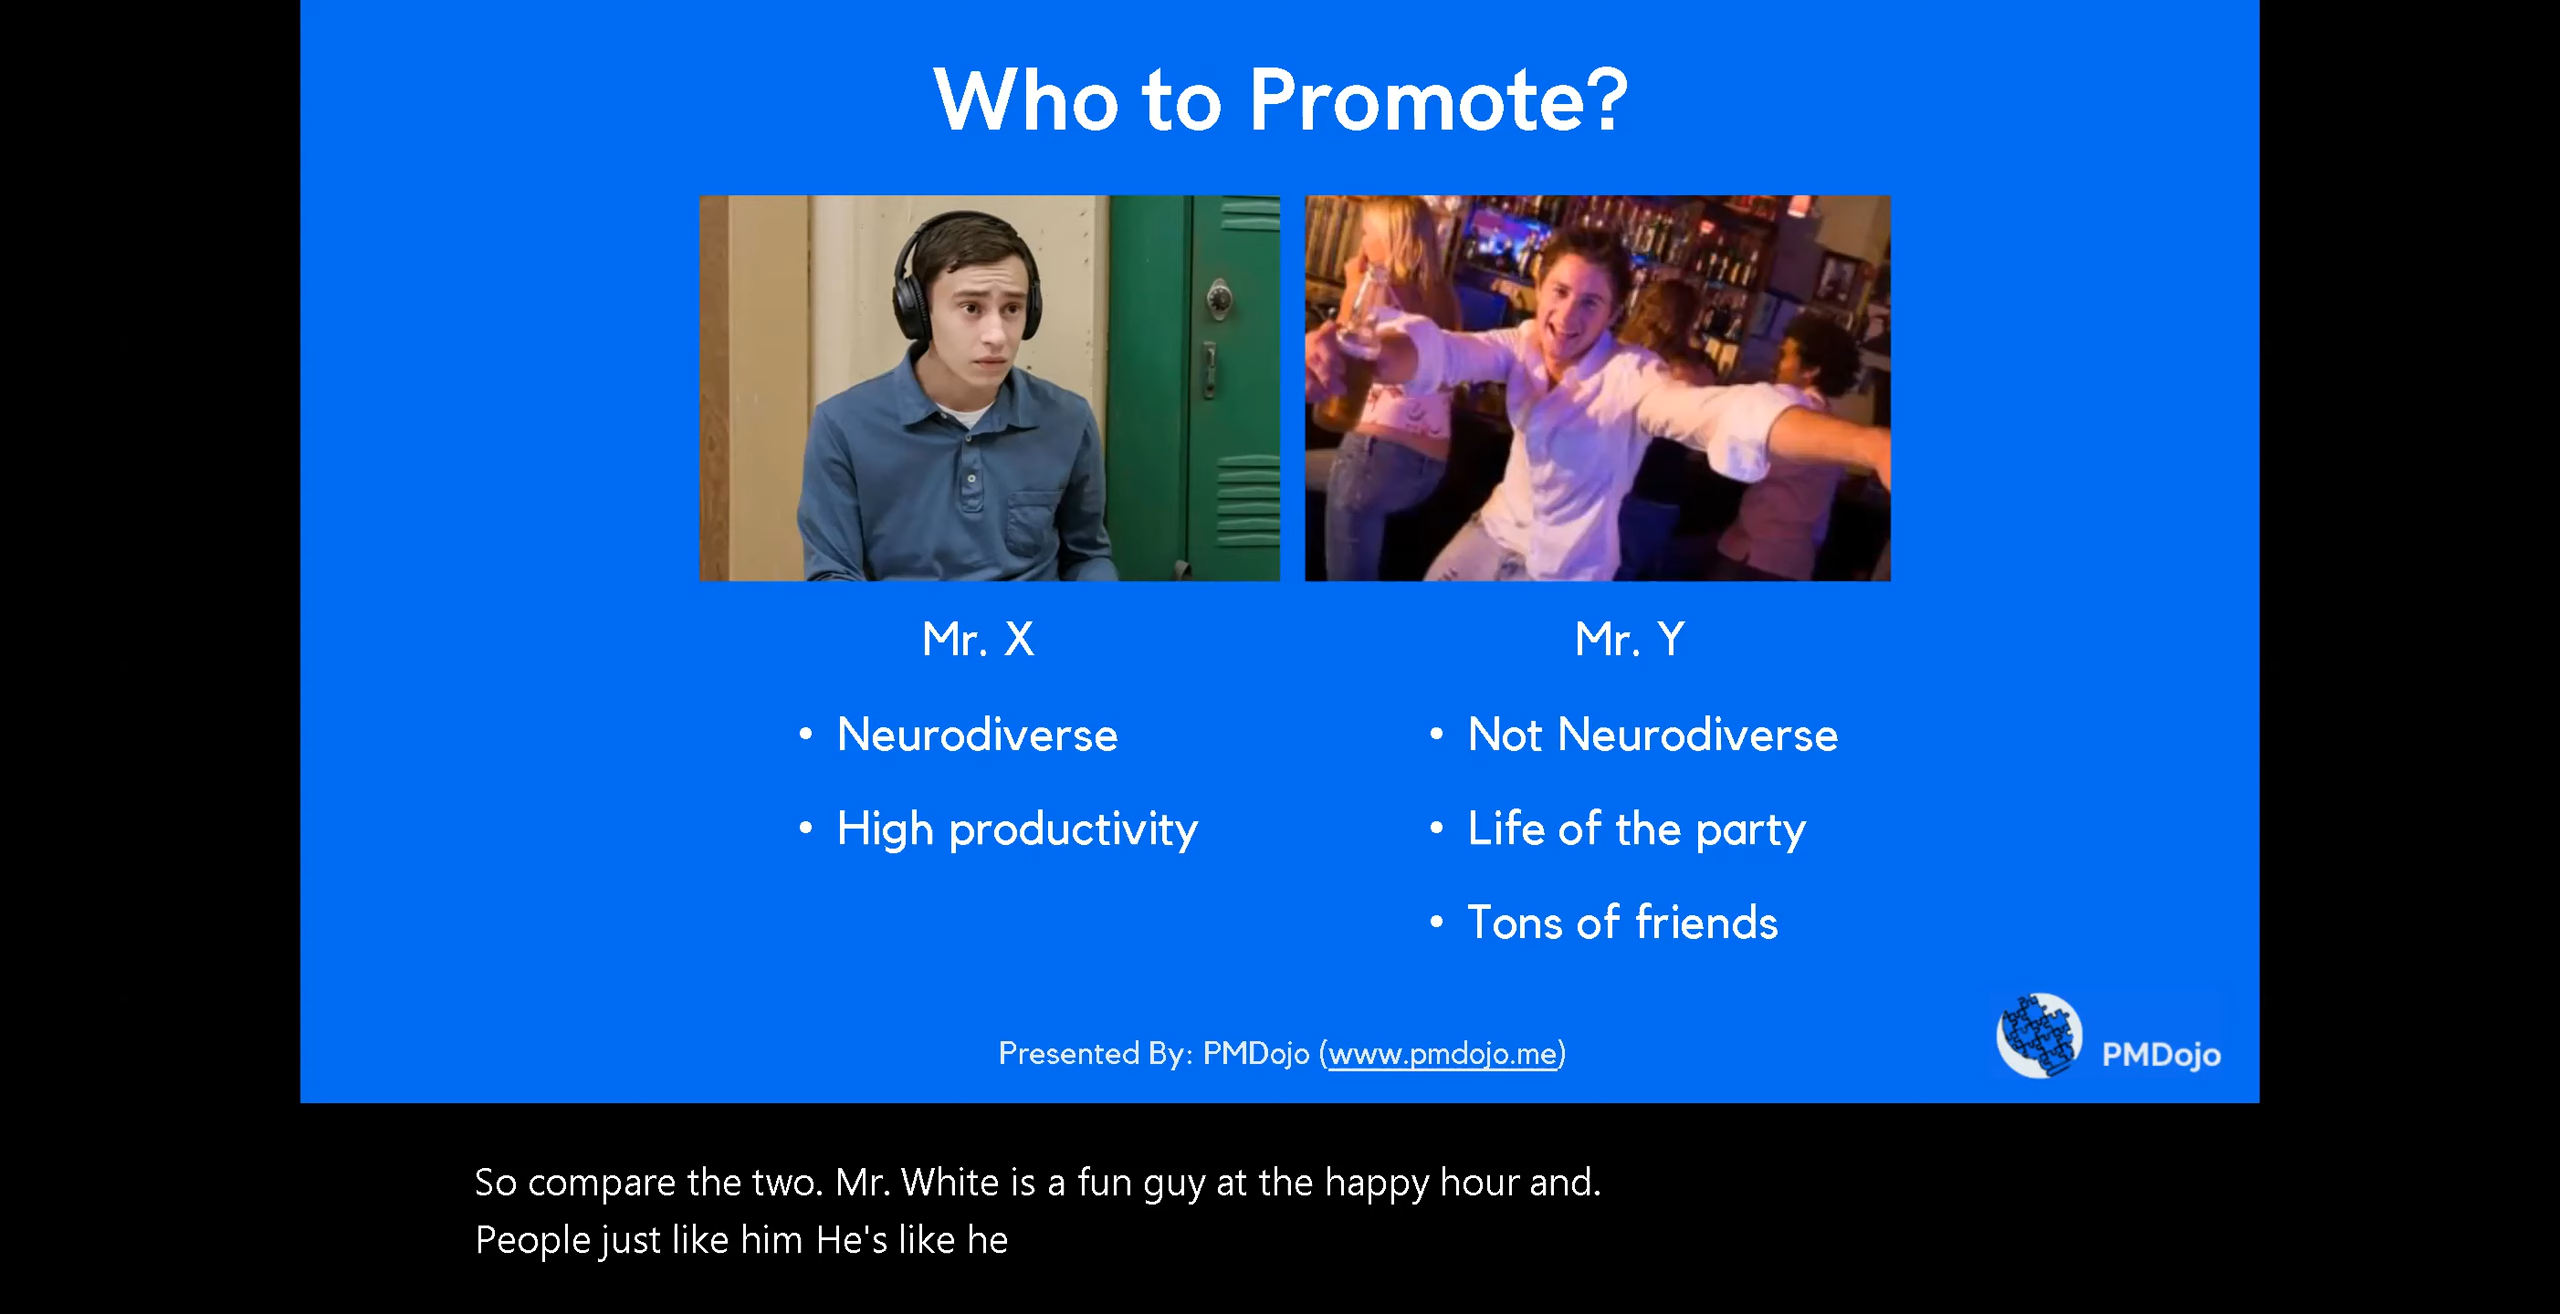 Who to Promote?
Mr. X
• Neurodiverse
• High productivity
Mr. Y
• Not Neurodiverse
• Life of the party
• Tons of friends
Presented By: PMDojo (www.pmdojo.me)
PMDojo
So compare the two. Mr. White is a fun guy at the happy hour and.
People just like him He's like he